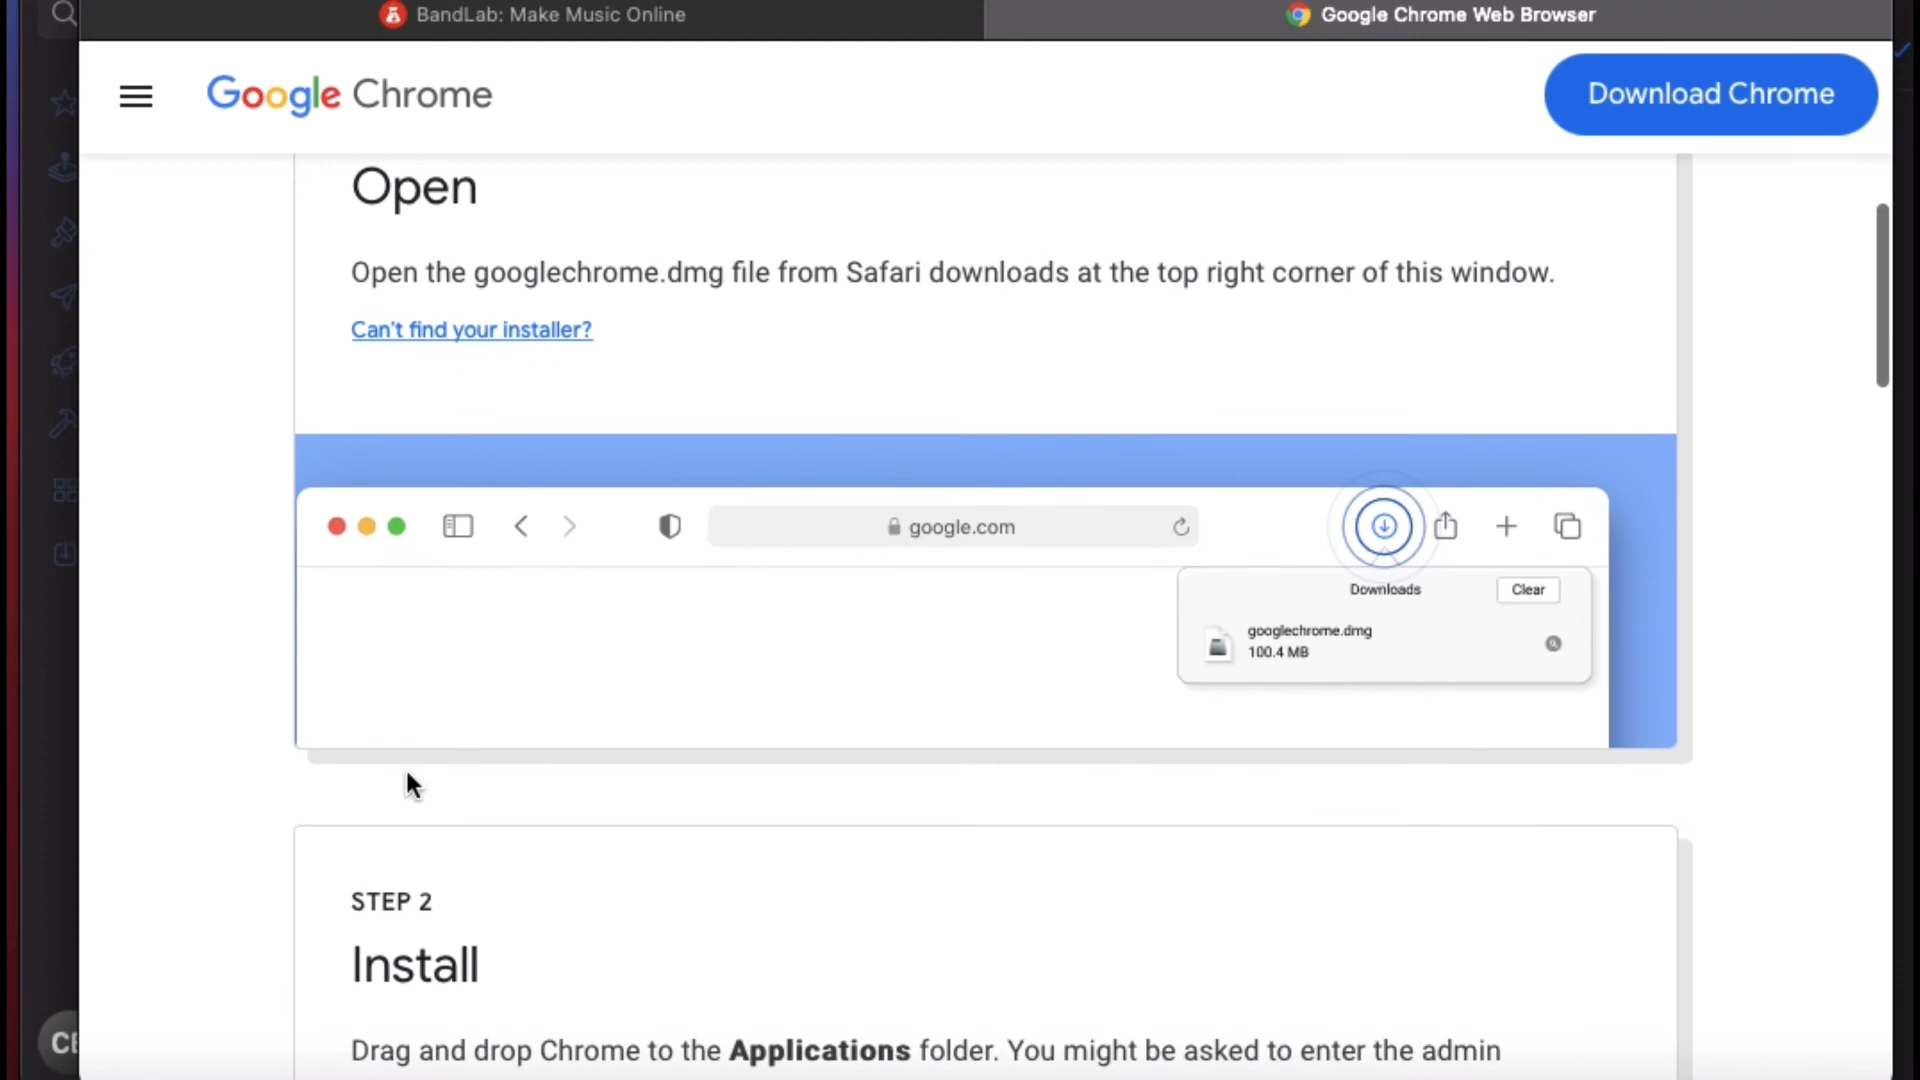 BandLab: Make Music Online
Google Chrome Web Browser
Google Chrome
Download Chrome
Open
Open the googlechrome.dmg file from Safari downloads at the top right corner of this window.
Can't find your installer?
google.com
Downloads
Clear
googlechrome.dmg
100.4 MB
STEP 2
Install
Drag and drop Chrome to the Applications folder. You might be asked to enter the admin